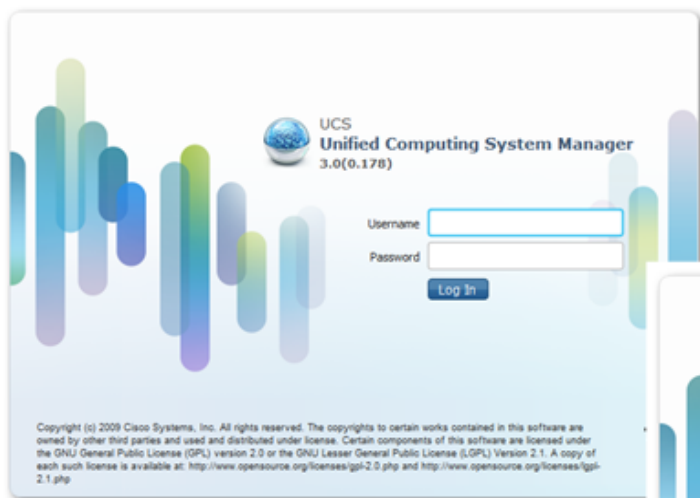 UCS
Unified Computing System Manager
3.0(0.178)
Username
Password
Log In
Copyright (c) 2009 Cisco Systems, Inc. All rights reserved. The copyrights to certain works contained in this software are
owned by other third parties and used and distributed under license. Certain components of this software are licensed under
the GNU General Public License (GPL) version 2.0 or the GNU Lesser General Public License (LGPL) Version 2.1. A copy of
each such license is available at: http://www.opensource.org/licenses/gpl-2.0.php and http://www.opensource.org/licenses/lgpl-
2.1.php